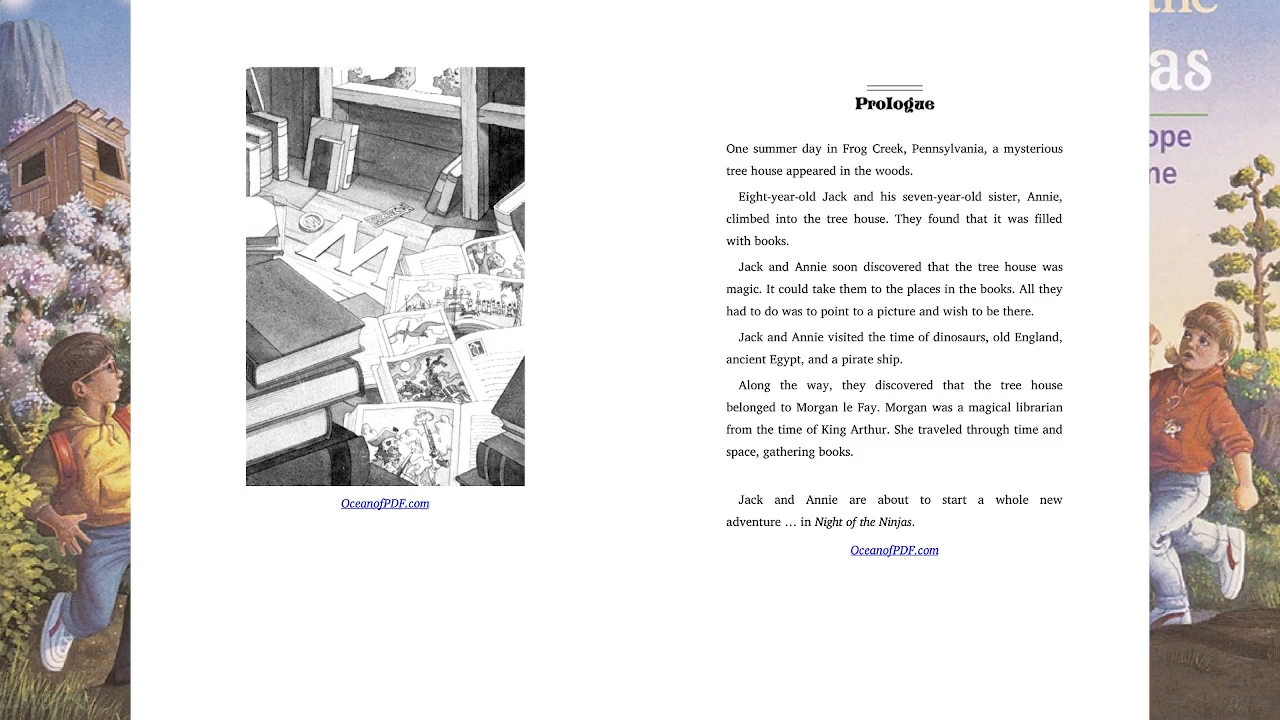 M
M
OceanofPDF.com
Prologue
One summer day in Frog Creek, Pennsylvania, a mysterious
tree house appeared in the woods.
Eight-year-old Jack and his seven-year-old sister, Annie,
climbed into the tree house. They found that it was filled
with books.
Jack and Annie soon discovered that the tree house was
magic. It could take them to the places in the books. All they
had to do was to point to a picture and wish to be there.
Jack and Annie visited the time of dinosaurs, old England,
ancient Egypt, and a pirate ship.
Along the way, they discovered that the tree house
belonged to Morgan le Fay. Morgan was a magical librarian
from the time of King Arthur. She traveled through time and
space, gathering books.
Jack and Annie are about to start a whole new
adventure … in Night of the Ninjas.
OceanofPDF.com
as
ope
ne